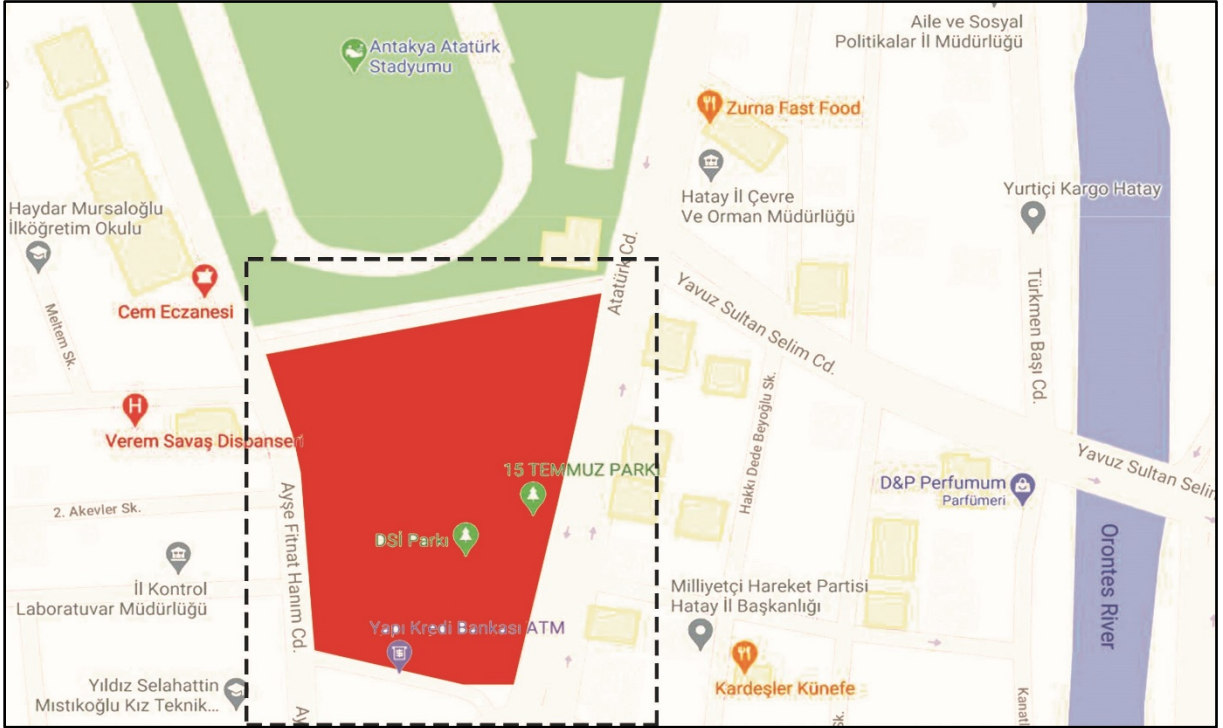 Aile ve Sosyal
Politikalar İl Müdürlüğü
Antakya Atatürk
Stadyumu
Zurna Fast Food
Hatay İl Çevre
Ve Orman Müdürlüğü
Yurtiçi Kargo Hatay
Haydar Mursaloğlu
İlköğretim Okulu
Cem Eczanesi
Meltem Sk.
Atatürk Cd.
Yavuz Sultan Selim Cd.
Türkmen Başı Cd.
Verem Savaş Dispanseri
Hakkı Dede Beyoğlu Sk.
Yavuz Sultan Selim
15 TEMMUZ PARKI
D&P Perfumum
Parfümeri
2. Akevler Sk.
Ayşe Fitnat Hanım Cd.
DSİ Parkı
Orontes River
İl Kontrol
Laboratuvar Müdürlüğü
Milliyetçi Hareket Partisi
Hatay İl Başkanlığı
Yapı Kredi Bankası ATM
Kardeşler Künefe
Yıldız Selahattin
Mıstıkoğlu Kız Teknik...
Ay
Sk.
Kanatl